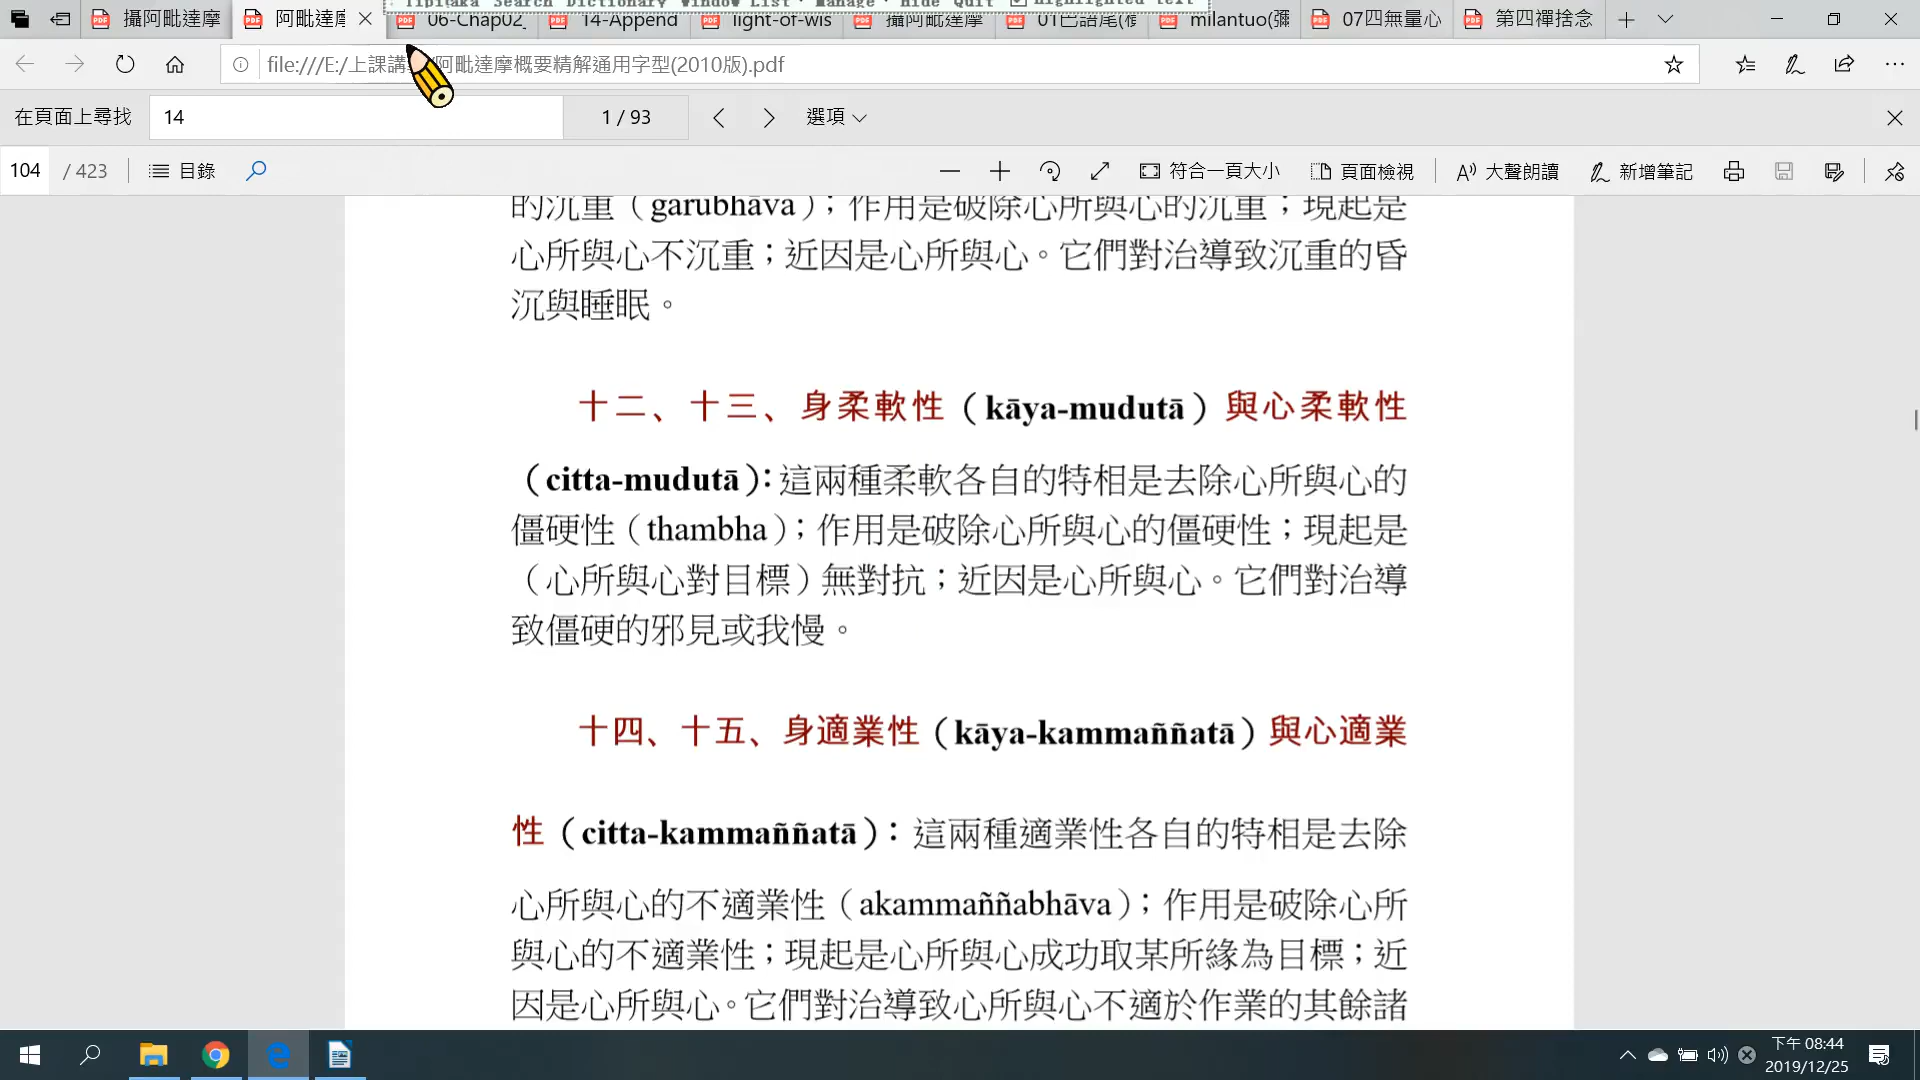 Tipiṭaka Search Dictionary Window List Manage Hide Quit Highlighted text
攝阿毗達摩
阿毗達摩
06-Chap02_
14-Append
light-of-wis
攝阿毗達摩
milantuo(彌
07四無量心
第四禪捨念
file:///E:/上課講 阿毗達摩概要精解通用字型(2010版).pdf
在頁面上尋找 14 1 / 93 選項
104 / 423 目錄 符合一頁大小 頁面檢視 大聲朗讀 新增筆記
的沉重（garubhāva）；作用是破除心所與心的沉重；現起是
心所與心不沉重；近因是心所與心。它們對治導致沉重的昏
沉與睡眠。
十二、十三、身柔軟性（kāya-mudutā）與心柔軟性
（citta-mudutā）：這兩種柔軟各自的特相是去除心所與心的
僵硬性（thambha）；作用是破除心所與心的僵硬性；現起是
（心所與心對目標）無對抗；近因是心所與心。它們對治導
致僵硬的邪見或我慢。
十四、十五、身適業性（kāya-kammaññatā）與心適業
性（citta-kammaññatā）：這兩種適業性各自的特相是去除
心所與心的不適業性（akammaññabhāva）；作用是破除心所
與心的不適業性；現起是心所與心成功取某所緣為目標；近
因是心所與心。它們對治導致心所與心不適於作業的其餘諸
下午 08:44
2019/12/25